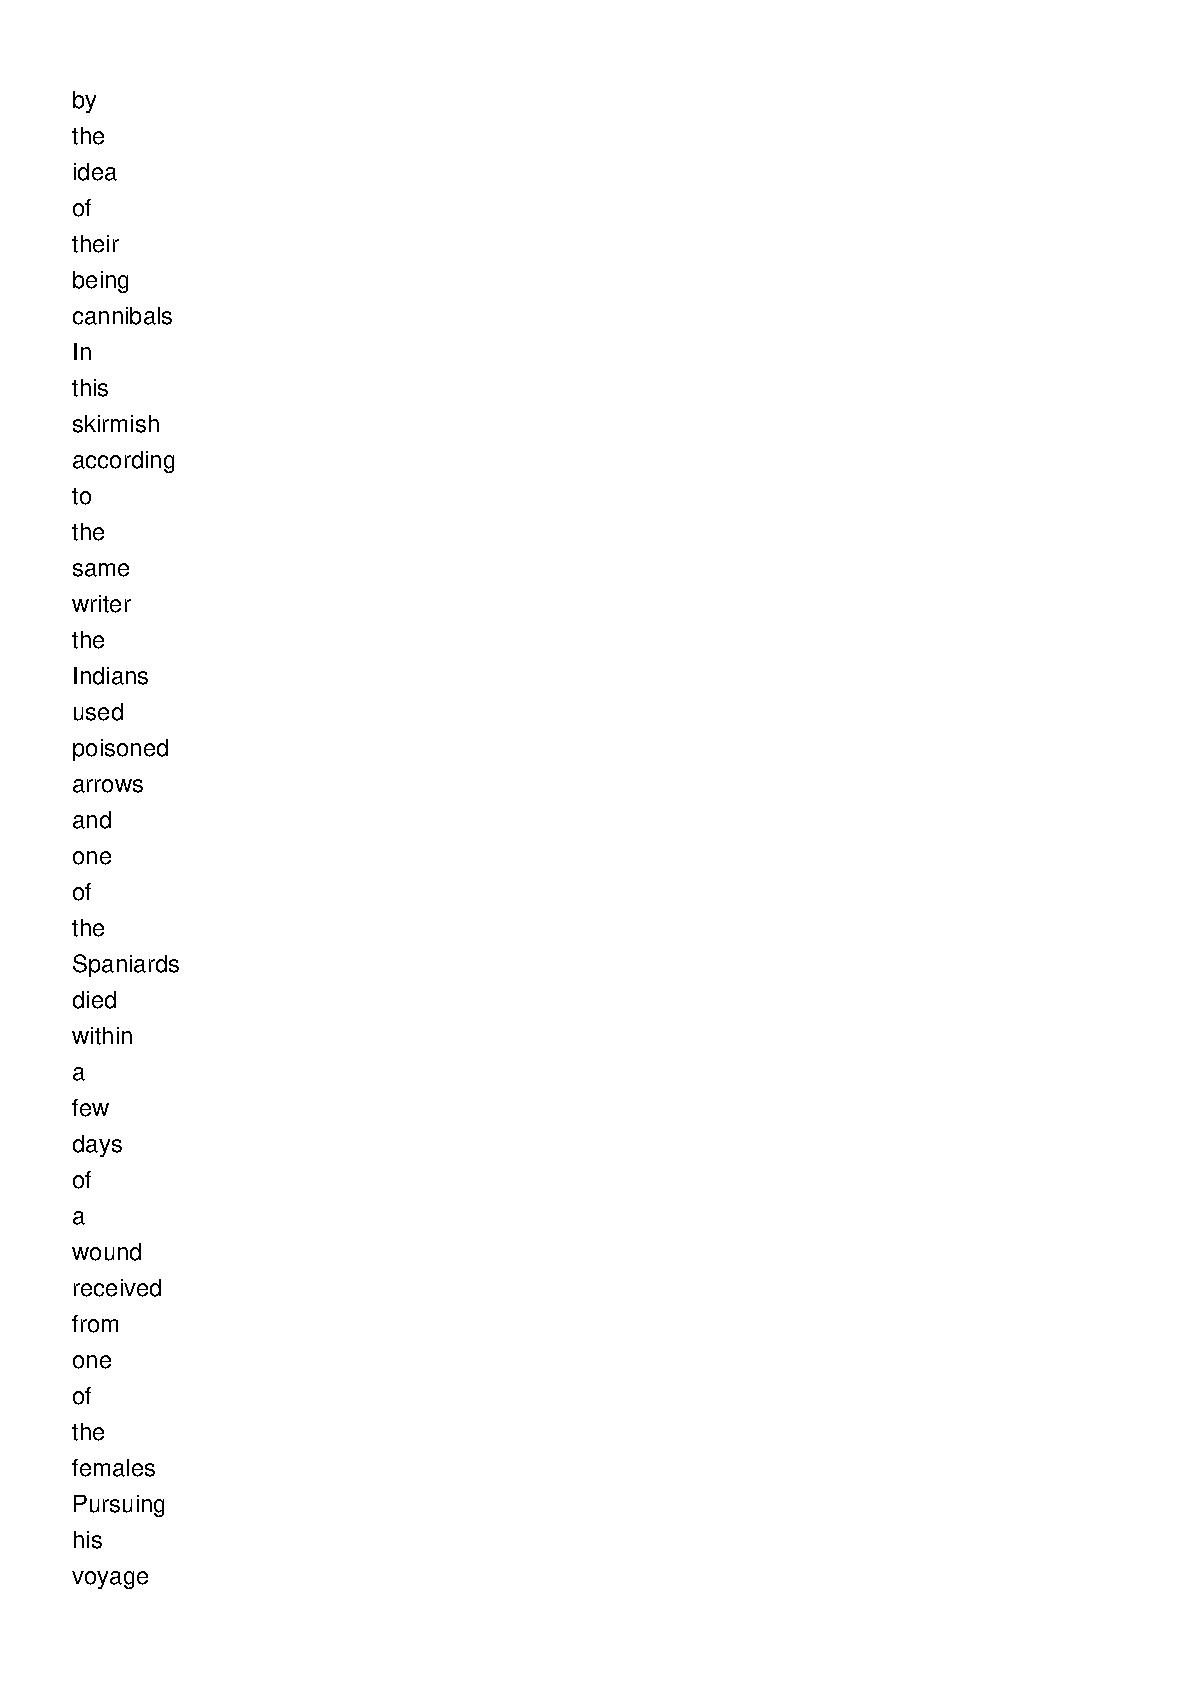 by
the
idea
of
their
being
cannibals
In
this
skirmish
according
to
the
same
writer
the
Indians
used
poisoned
arrows
and
one
of
the
Spaniards
died
within
a
few
days
of
a
wound
received
from
one
of
the
females
Pursuing
his
voyage